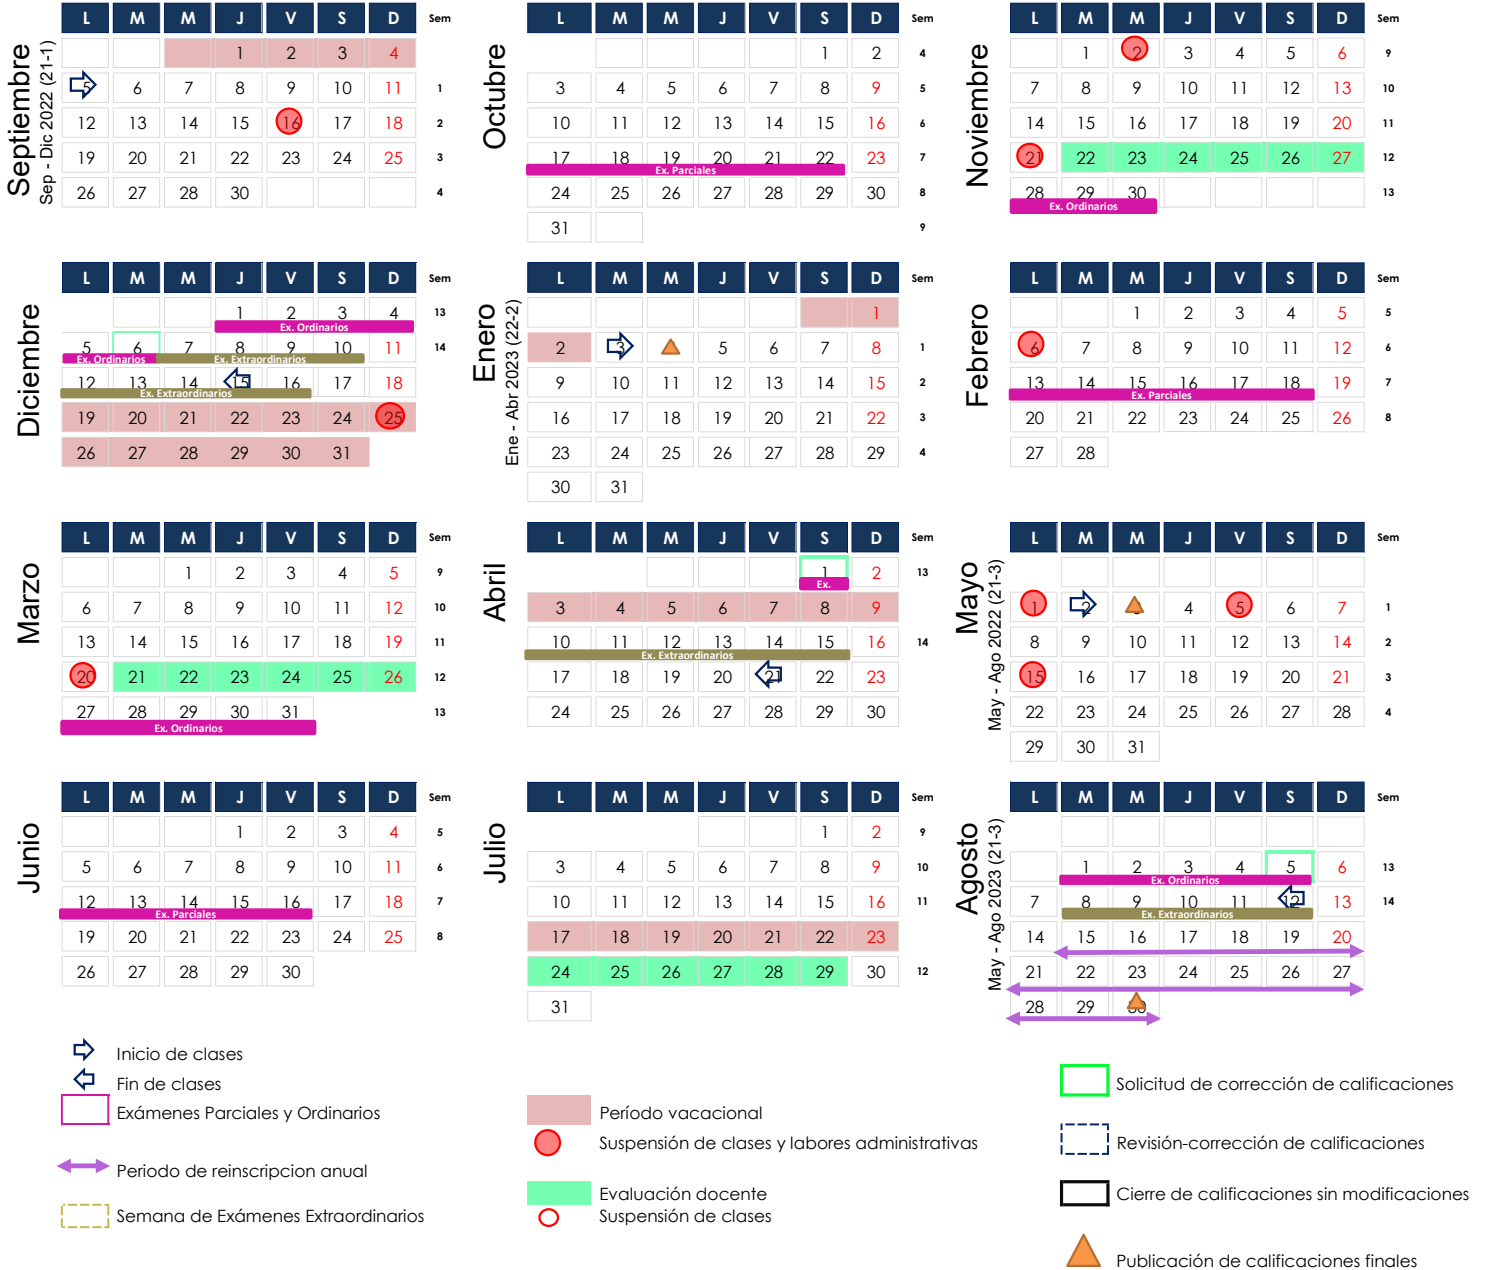 L M M J V S D Sem
Septiembre
Sep - Dic 2022 (21-1)
1 2 3 4
5 6 7 8 9 10 11 1
12 13 14 15 16 17 18 2
19 20 21 22 23 24 25 3
26 27 28 29 30 4
L M M J V S D Sem
Octubre
1 2 4
3 4 5 6 7 8 9 5
10 11 12 13 14 15 16 6
17 18 19 20 21 22 23 7
Ex. Parciales
24 25 26 27 28 29 30 8
31 9
L M M J V S D Sem
Noviembre
1 2 3 4 5 6 9
7 8 9 10 11 12 13 10
14 15 16 17 18 19 20 11
21 22 23 24 25 26 27 12
28 29 30 13
Ex. Ordinarios
L M M J V S D Sem
Diciembre
1 2 3 4 13
Ex. Ordinarios
5 6 7 8 9 10 11 14
Ex. Ordinarios Ex. Extraordinarios
12 13 14 15 16 17 18
Ex. Extraordinarios
19 20 21 22 23 24 25
26 27 28 29 30 31
L M M J V S D Sem
Enero
Ene - Abr 2023 (22-2)
1
2 3 5 6 7 8 1
9 10 11 12 13 14 15 2
16 17 18 19 20 21 22 3
23 24 25 26 27 28 29 4
30 31
L M M J V S D Sem
Febrero
1 2 3 4 5 5
6 7 8 9 10 11 12 6
13 14 15 16 17 18 19 7
Ex. Parciales
20 21 22 23 24 25 26 8
27 28
L M M J V S D Sem
Marzo
1 2 3 4 5 9
6 7 8 9 10 11 12 10
13 14 15 16 17 18 19 11
20 21 22 23 24 25 26 12
27 28 29 30 31 13
Ex. Ordinarios
L M M J V S D Sem
Abril
1 2 13
Ex.
3 4 5 6 7 8 9
10 11 12 13 14 15 16 14
Ex. Extraordinarios
17 18 19 20 21 22 23
24 25 26 27 28 29 30
L M M J V S D Sem
Mayo
May - Ago 2022 (21-3)
1 2 4 5 6 7 1
8 9 10 11 12 13 14 2
15 16 17 18 19 20 21 3
22 23 24 25 26 27 28 4
29 30 31
L M M J V S D Sem
Junio
1 2 3 4 5
5 6 7 8 9 10 11 6
12 13 14 15 16 17 18 7
Ex. Parciales
19 20 21 22 23 24 25 8
26 27 28 29 30
L M M J V S D Sem
Julio
1 2 9
3 4 5 6 7 8 9 10
10 11 12 13 14 15 16 11
17 18 19 20 21 22 23
24 25 26 27 28 29 30 12
31
L M M J V S D Sem
Agosto
May - Ago 2023 (21-3)
1 2 3 4 5 6 13
Ex. Ordinarios
7 8 9 10 11 12 13 14
Ex. Extraordinarios
14 15 16 17 18 19 20
21 22 23 24 25 26 27
28 29 30
Inicio de clases
Fin de clases
Exámenes Parciales y Ordinarios
Periodo de reinscripcion anual
Semana de Exámenes Extraordinarios
Período vacacional
Suspensión de clases y labores administrativas
Evaluación docente
Suspensión de clases
Solicitud de corrección de calificaciones
Revisión-corrección de calificaciones
Cierre de calificaciones sin modificaciones
Publicación de calificaciones finales